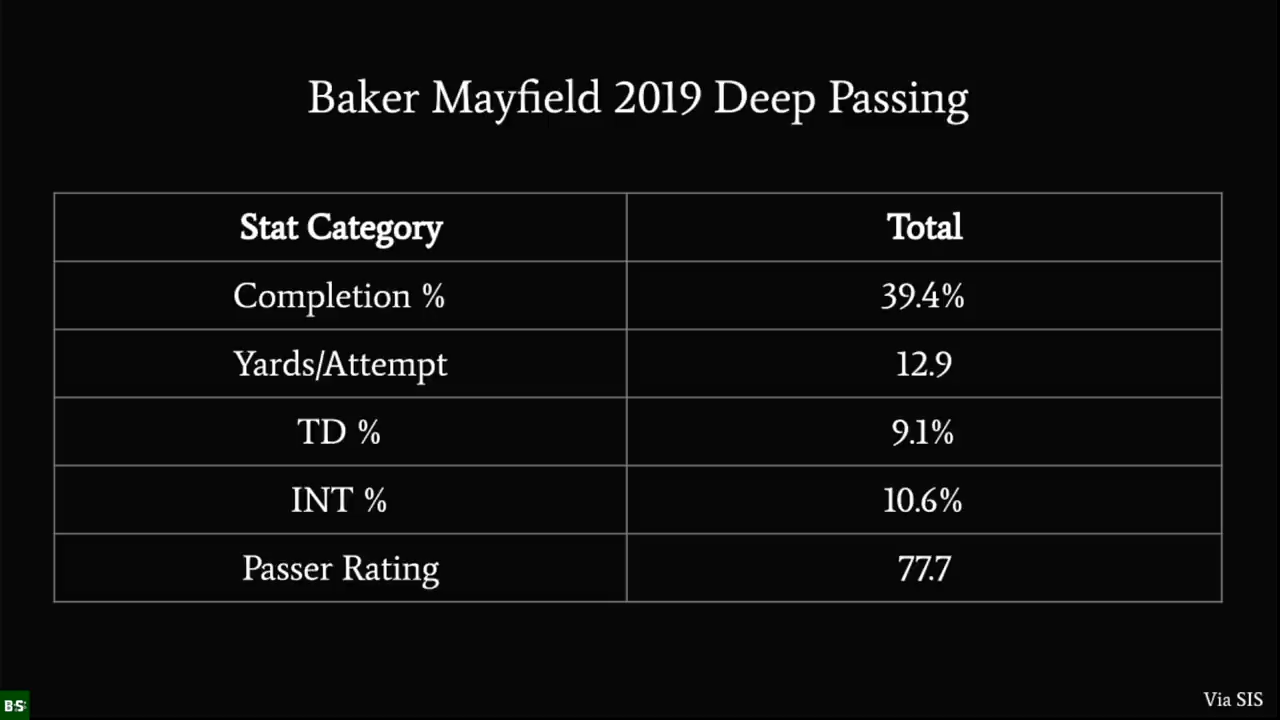 Baker Mayfield 2019 Deep Passing
Stat Category Total
Completion % 39.4%
Yards/Attempt 12.9
TD % 9.1%
INT % 10.6%
Passer Rating 77.7
B·S
Via SIS